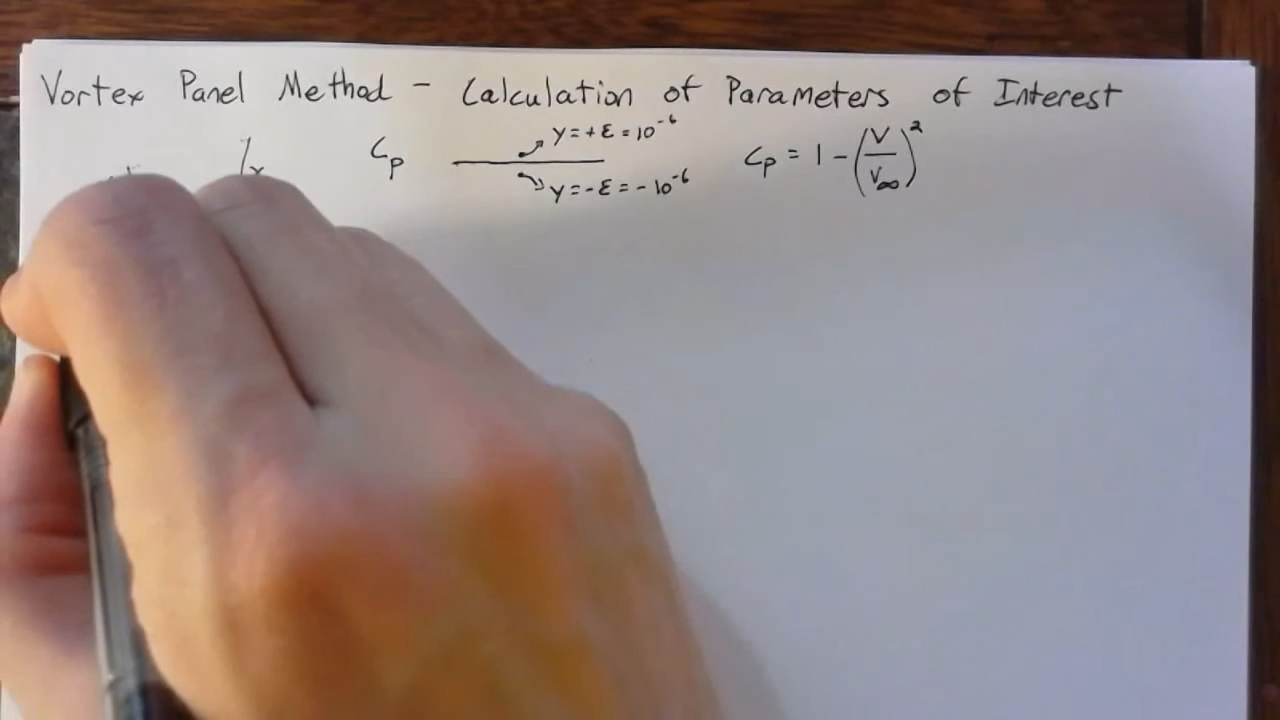 Vortex Panel Method - Calculation of Parameters of Interest
y=+ε=10⁻⁶
Cp Cp = 1-(V/V∞)²
y=-ε=-10⁻⁶